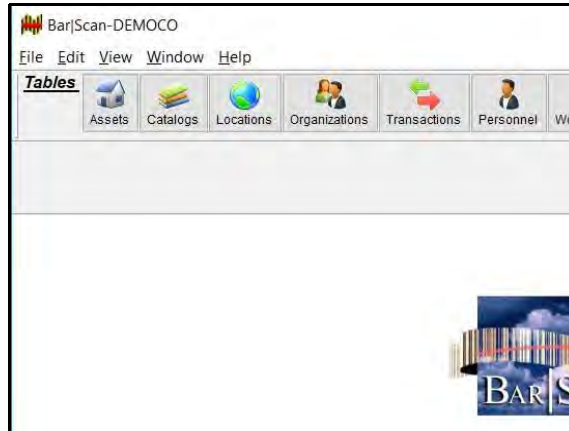 Bar|Scan-DEMOCO
File Edit View Window Help
Tables
Assets Catalogs Locations Organizations Transactions Personnel
BAR|S